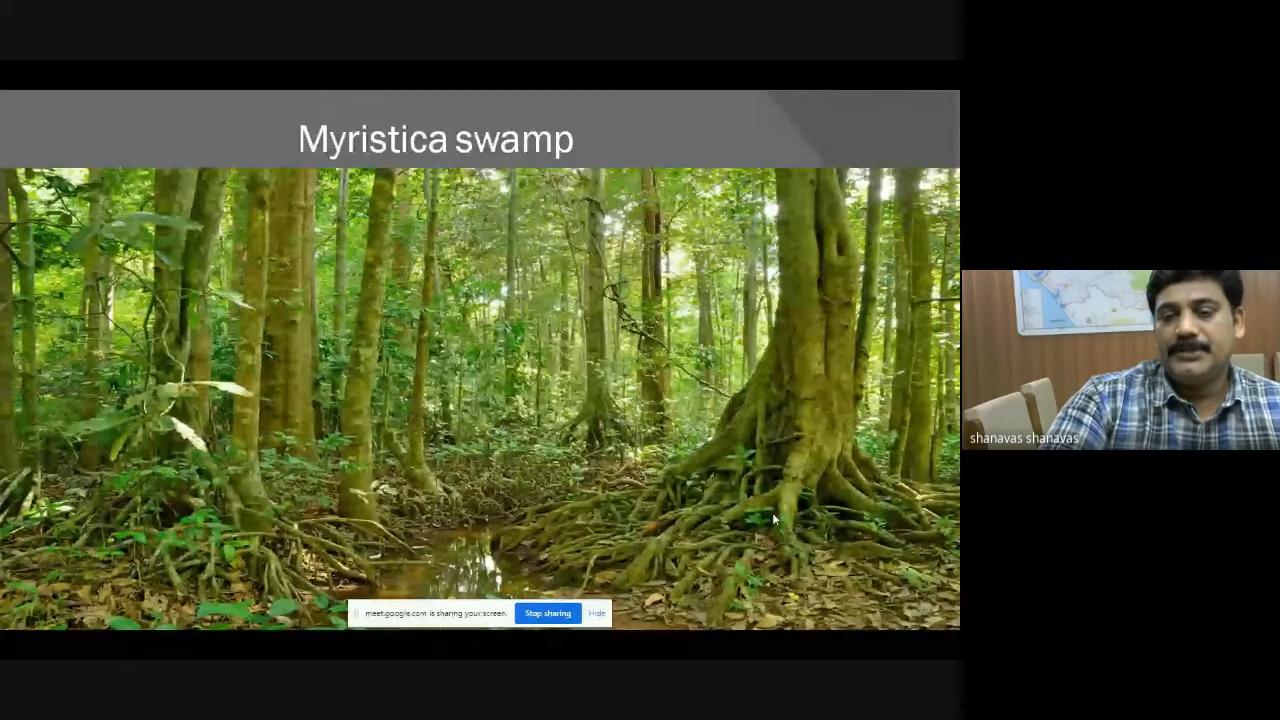 Myristica swamp
shanavas shanavas
meet.google.com is sharing your screen.
Stop sharing
Hide